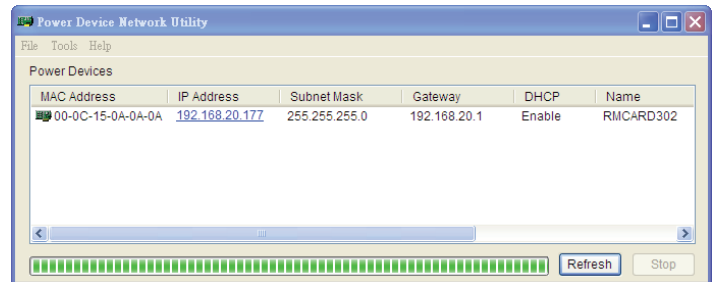 Power Device Network Utility
File Tools Help
Power Devices
MAC Address IP Address Subnet Mask Gateway DHCP Name
00-0C-15-0A-0A-0A 192.168.20.177 255.255.255.0 192.168.20.1 Enable RMCARD302
Refresh Stop